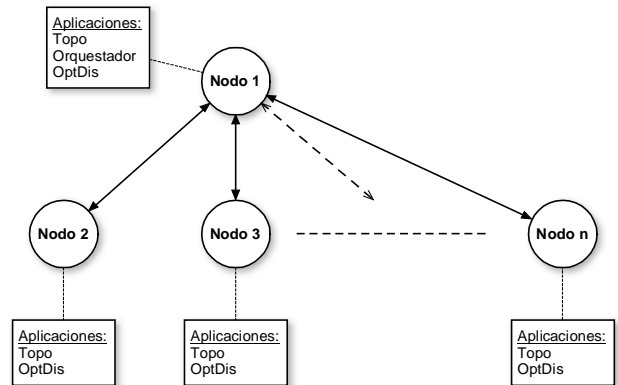 Aplicaciones:
Topo
Orquestador
OptDis
Nodo 1
Nodo 2
Nodo 3
Nodo n
Aplicaciones:
Topo
OptDis
Aplicaciones:
Topo
OptDis
Aplicaciones:
Topo
OptDis